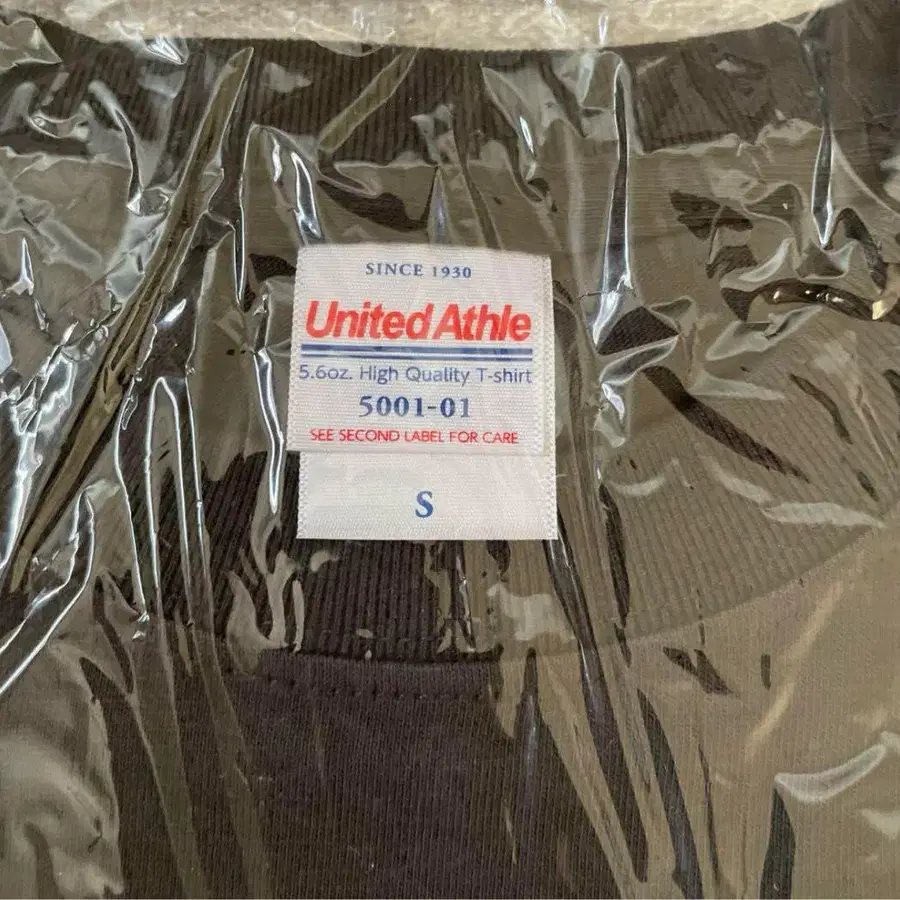 SINCE 1930
United Athle
5.6oz. High Quality T-shirt
5001-01
SEE SECOND LABEL FOR CARE
S